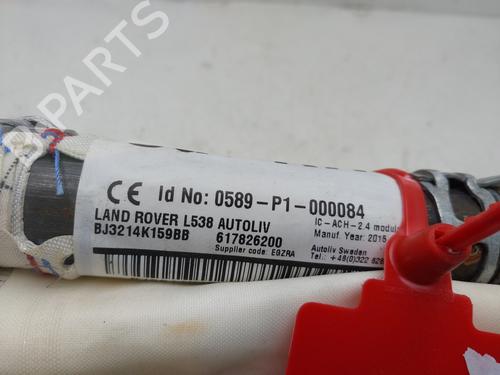 B PARTS
CE Id No: 0589-P1-000084
LAND ROVER L538 AUTOLIV
BJ3214K159BB 617826200
Supplier code: EGZRA
IC-ACH-2.4 module
Manuf. Year: 2015
Autoliv Sweden
Tel.: +46(0)322 626